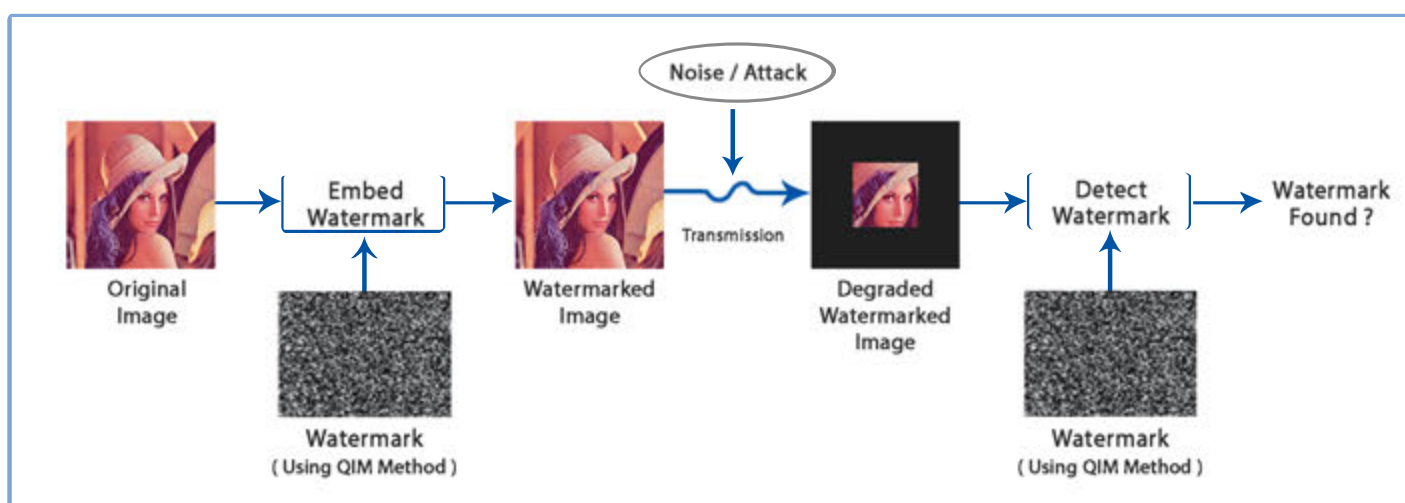 Noise / Attack
Embed
Watermark
Detect
Watermark
Watermark
Found ?
Transmission
Original
Image
Watermarked
Image
Degraded
Watermarked
Image
Watermark
( Using QIM Method )
Watermark
( Using QIM Method )